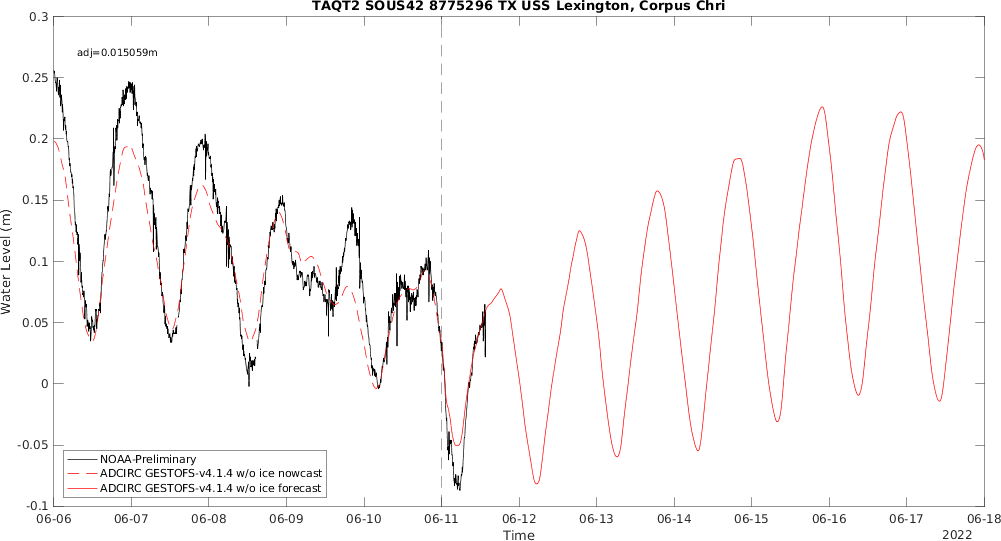 TAQT2 SOUS42 8775296 TX USS Lexington, Corpus Chri
adj=0.015059m
0.3
0.25
0.2
0.15
0.1
0.05
0
-0.05
-0.1
Water Level (m)
NOAA-Preliminary
ADCIRC GESTOFS-v4.1.4 w/o ice nowcast
ADCIRC GESTOFS-v4.1.4 w/o ice forecast
06-06 06-07 06-08 06-09 06-10 06-11 06-12 06-13 06-14 06-15 06-16 06-17 06-18
Time
2022